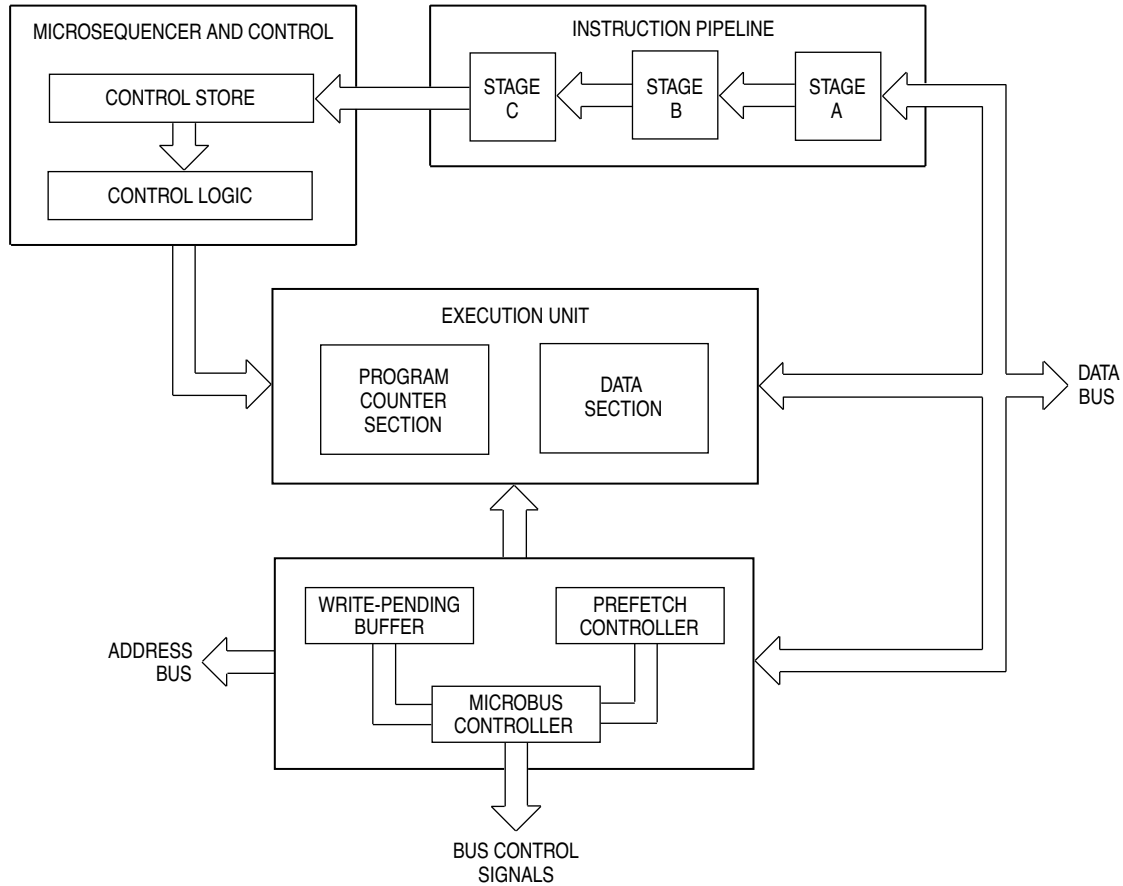 MICROSEQUENCER AND CONTROL
CONTROL STORE
CONTROL LOGIC
INSTRUCTION PIPELINE
STAGE
C
STAGE
B
STAGE
A
EXECUTION UNIT
PROGRAM
COUNTER
SECTION
DATA
SECTION
DATA
BUS
WRITE-PENDING
BUFFER
PREFETCH
CONTROLLER
ADDRESS
BUS
MICROBUS
CONTROLLER
BUS CONTROL
SIGNALS